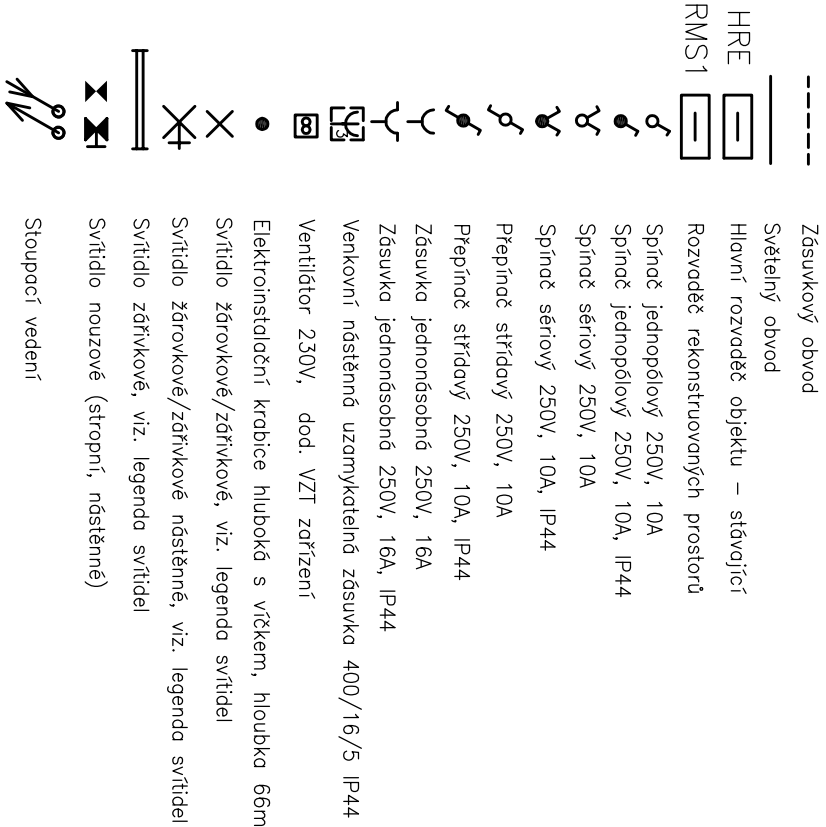 Zásuvkový obvod
Světelný obvod
HRE Hlavní rozvaděč objektu – stávající
RMS1 Rozvaděč rekonstruovaných prostorů
Spínač jednopólový 250V, 10A
Spínač jednopólový 250V, 10A, IP44
Spínač sériový 250V, 10A
Spínač sériový 250V, 10A, IP44
Přepínač střídavý 250V, 10A
Přepínač střídavý 250V, 10A, IP44
Zásuvka jednonásobná 250V, 16A
Zásuvka jednonásobná 250V, 16A, IP44
3 Venkovní nástěnná uzamykatelná zásuvka 400/16/5 IP44
Ventilátor 230V, dod. VZT zařízení
Elektroinstalační krabice hluboká s víčkem, hloubka 66m
Svítidlo žárovkové/zářivkové, viz. legenda svítidel
Svítidlo žárovkové/zářivkové nástěnné, viz. legenda svítidel
Svítidlo zářivkové, viz. legenda svítidel
Svítidlo nouzové (stropní, nástěnné)
Stoupací vedení